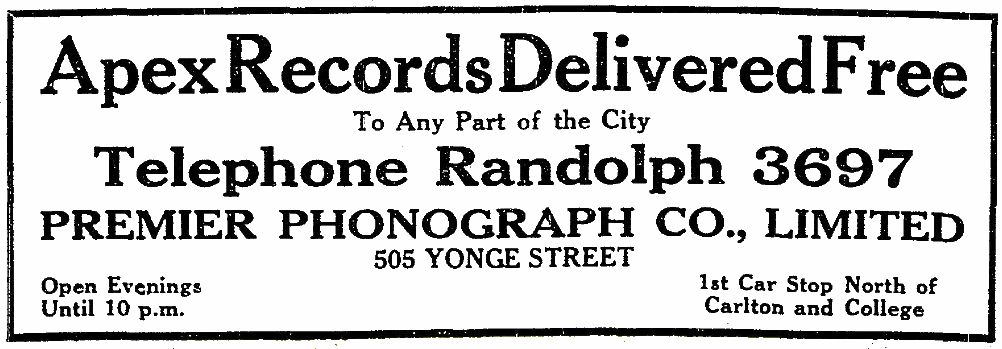 Apex Records Delivered Free
To Any Part of the City
Telephone Randolph 3697
PREMIER PHONOGRAPH CO., LIMITED
505 YONGE STREET
Open Evenings
Until 10 p.m.
1st Car Stop North of
Carlton and College